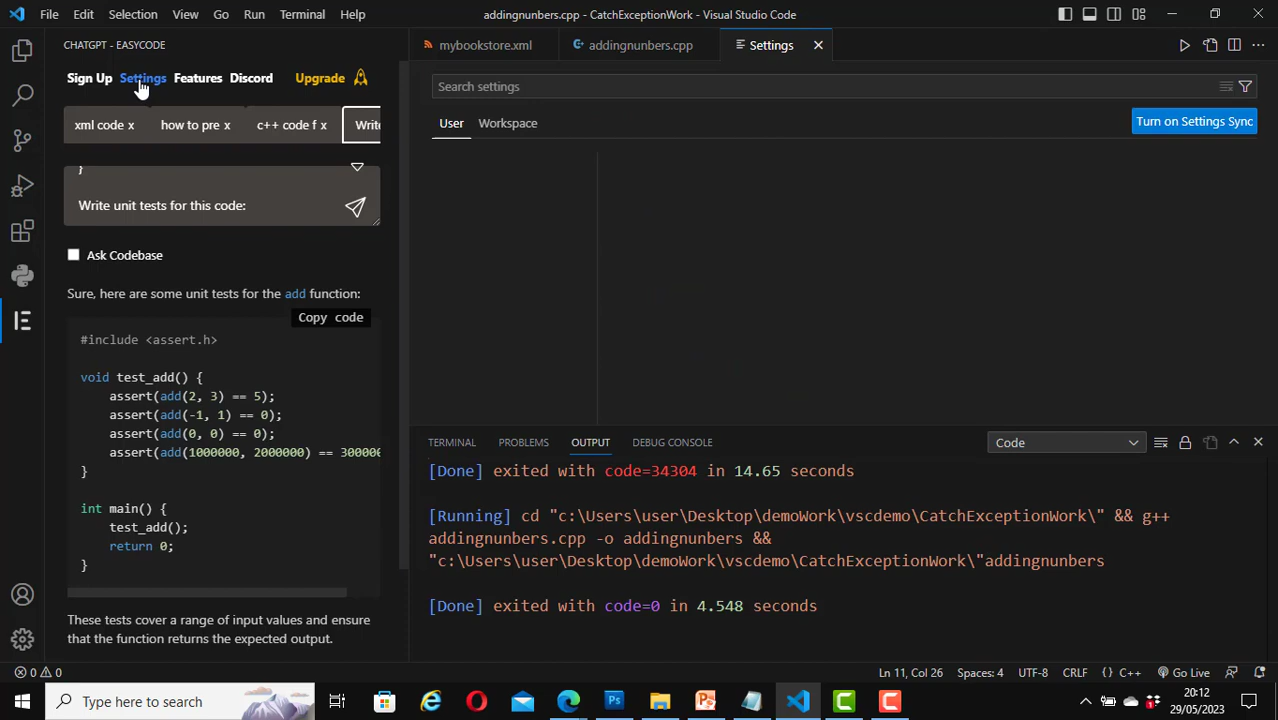 File Edit Selection View Go Run Terminal Help
addingnunbers.cpp - CatchExceptionWork - Visual Studio Code
CHATGPT - EASYCODE
Sign Up Settings Features Discord Upgrade
xml code x how to pre x c++ code f x Write
}
Write unit tests for this code:
Ask Codebase
Sure, here are some unit tests for the add function:
Copy code
#include <assert.h>
void test_add() {
assert(add(2, 3) == 5);
assert(add(-1, 1) == 0);
assert(add(0, 0) == 0);
assert(add(1000000, 2000000) == 300000
}
int main() {
test_add();
return 0;
}
These tests cover a range of input values and ensure
that the function returns the expected output.
mybookstore.xml addingnunbers.cpp Settings
Search settings
User Workspace
Turn on Settings Sync
TERMINAL PROBLEMS OUTPUT DEBUG CONSOLE
Code
[Done] exited with code=34304 in 14.65 seconds
[Running] cd "c:\Users\user\Desktop\demoWork\vscdemo\CatchExceptionWork\" && g++
addingnunbers.cpp -o addingnunbers &&
"c:\Users\user\Desktop\demoWork\vscdemo\CatchExceptionWork\"addingnunbers
[Done] exited with code=0 in 4.548 seconds
0 0
Ln 11, Col 26 Spaces: 4 UTF-8 CRLF {} C++ Go Live
Type here to search
20:12
29/05/2023